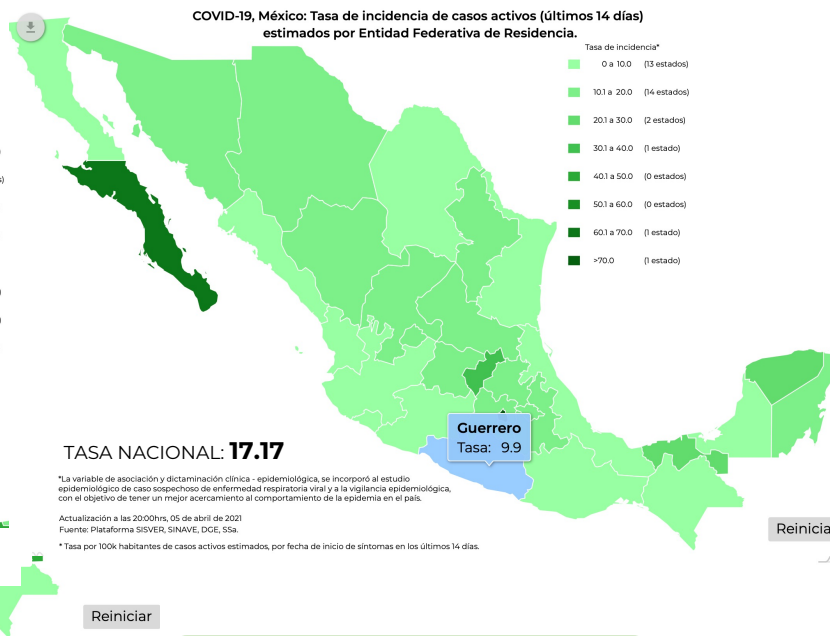 COVID-19, México: Tasa de incidencia de casos activos (últimos 14 días)
estimados por Entidad Federativa de Residencia.
Tasa de incidencia*
0 a 10.0 (13 estados)
10.1 a 20.0 (14 estados)
20.1 a 30.0 (2 estados)
30.1 a 40.0 (1 estado)
40.1 a 50.0 (0 estados)
50.1 a 60.0 (0 estados)
60.1 a 70.0 (1 estado)
>70.0 (1 estado)
Guerrero
Tasa: 9.9
TASA NACIONAL: 17.17
*La variable de asociación y dictaminación clínica - epidemiológica, se incorporó al estudio
epidemiológico de caso sospechoso de enfermedad respiratoria viral y a la vigilancia epidemiológica,
con el objetivo de tener un mejor acercamiento al comportamiento de la epidemia en el país.
Actualización a las 20:00hrs, 05 de abril de 2021
Fuente: Plataforma SISVER, SINAVE, DGE, SSa.
* Tasa por 100k habitantes de casos activos estimados, por fecha de inicio de síntomas en los últimos 14 días.
Reinicia
Reiniciar